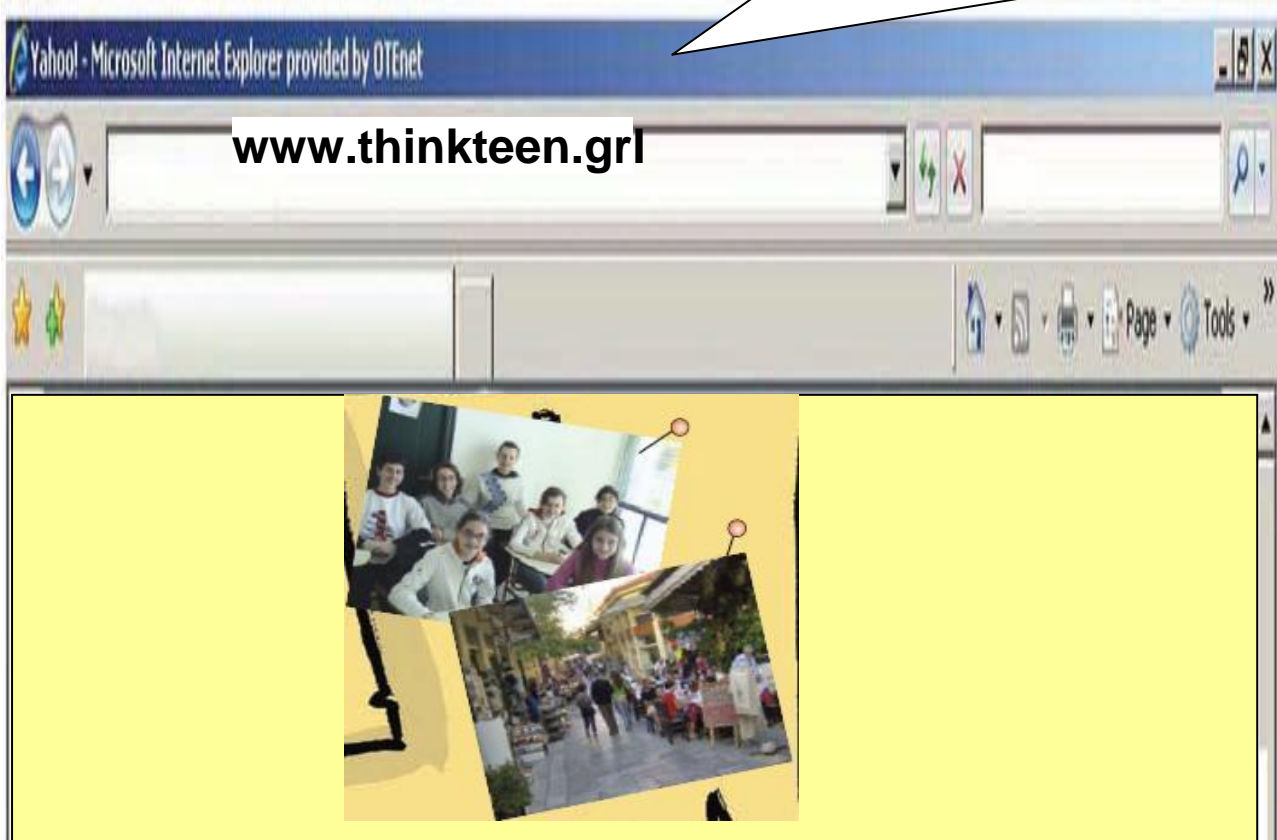 Yahoo! - Microsoft Internet Explorer provided by OTEnet
www.thinkteen.grl
Page
Tools